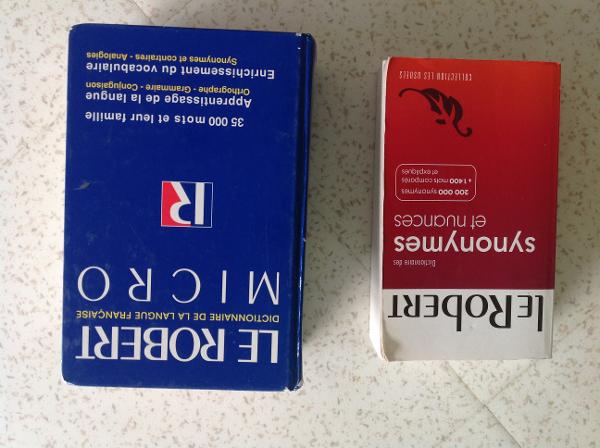 LE ROBERT
DICTIONNAIRE DE LA LANGUE FRANÇAISE
MICRO
R
35 000 mots et leur famille
Apprentissage de la langue
Orthographe - Grammaire - Conjugaison
Enrichissement du vocabulaire
Synonymes et contraires - Analogies
LE ROBERT
Dictionnaire des
synonymes
et nuances
200 000 synonymes
+ 1 400 mots comparés
et expliqués
COLLECTION LES USUELS